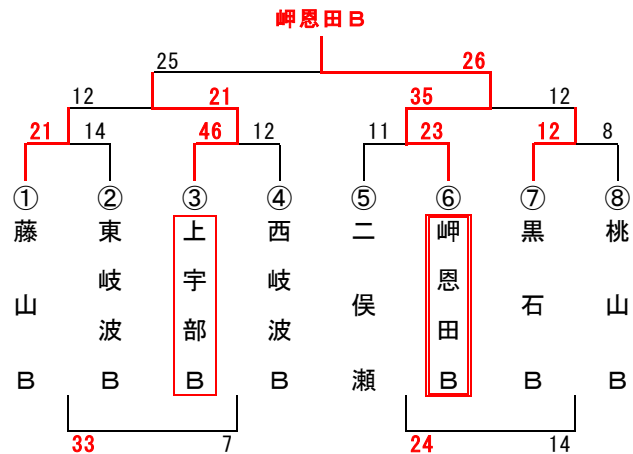 岬恩田B
25 26
12 21 35 12
21 14 46 12 11 23 12 8
① ② ③ ④ ⑤ ⑥ ⑦ ⑧
藤山B
東岐波B
上宇部B
西岐波B
二俣瀬
岬恩田B
黒石B
桃山B
33 7 24 14